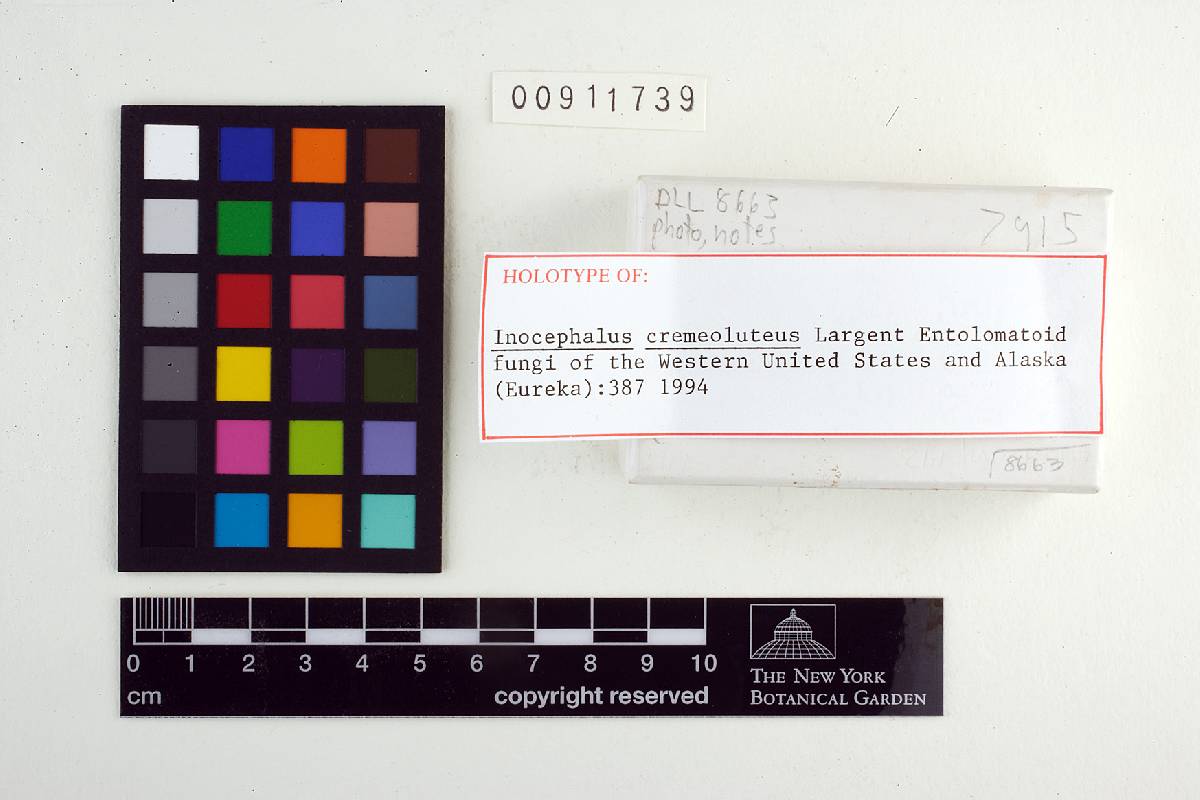 00911739
DLL 8663
photo, notes
7915
HOLOTYPE OF:
Inocephalus cremeoluteus Largent Entolomatoid
fungi of the Western United States and Alaska
(Eureka):387 1994
8663
0 1 2 3 4 5 6 7 8 9 10
cm
copyright reserved
THE NEW YORK
BOTANICAL GARDEN